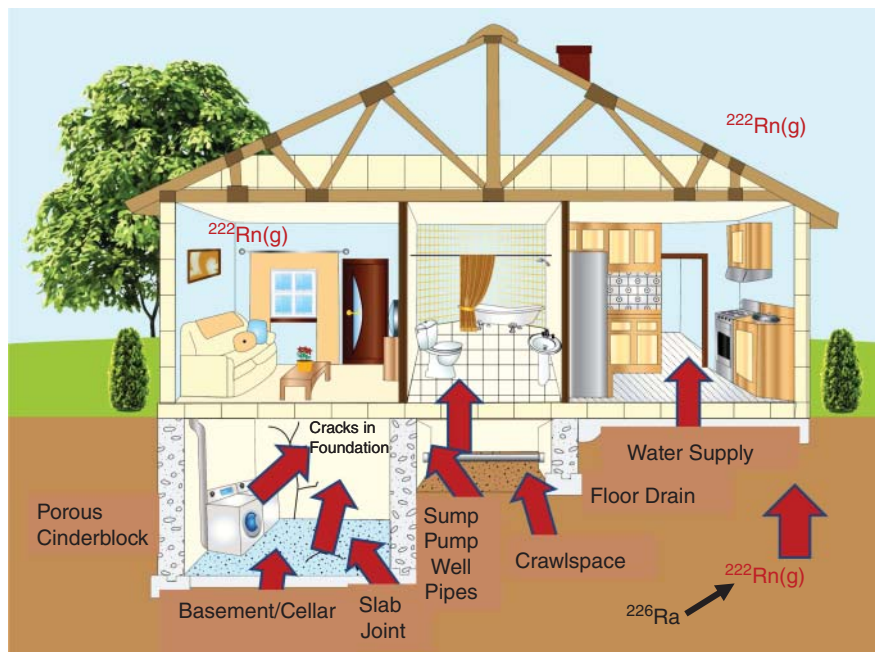 ²²²Rn(g)
²²²Rn(g)
Cracks in
Foundation
Water Supply
Porous
Cinderblock
Floor Drain
Sump
Pump
Well
Pipes
Crawlspace
²²²Rn(g)
²²⁶Ra
Basement/Cellar
Slab
Joint